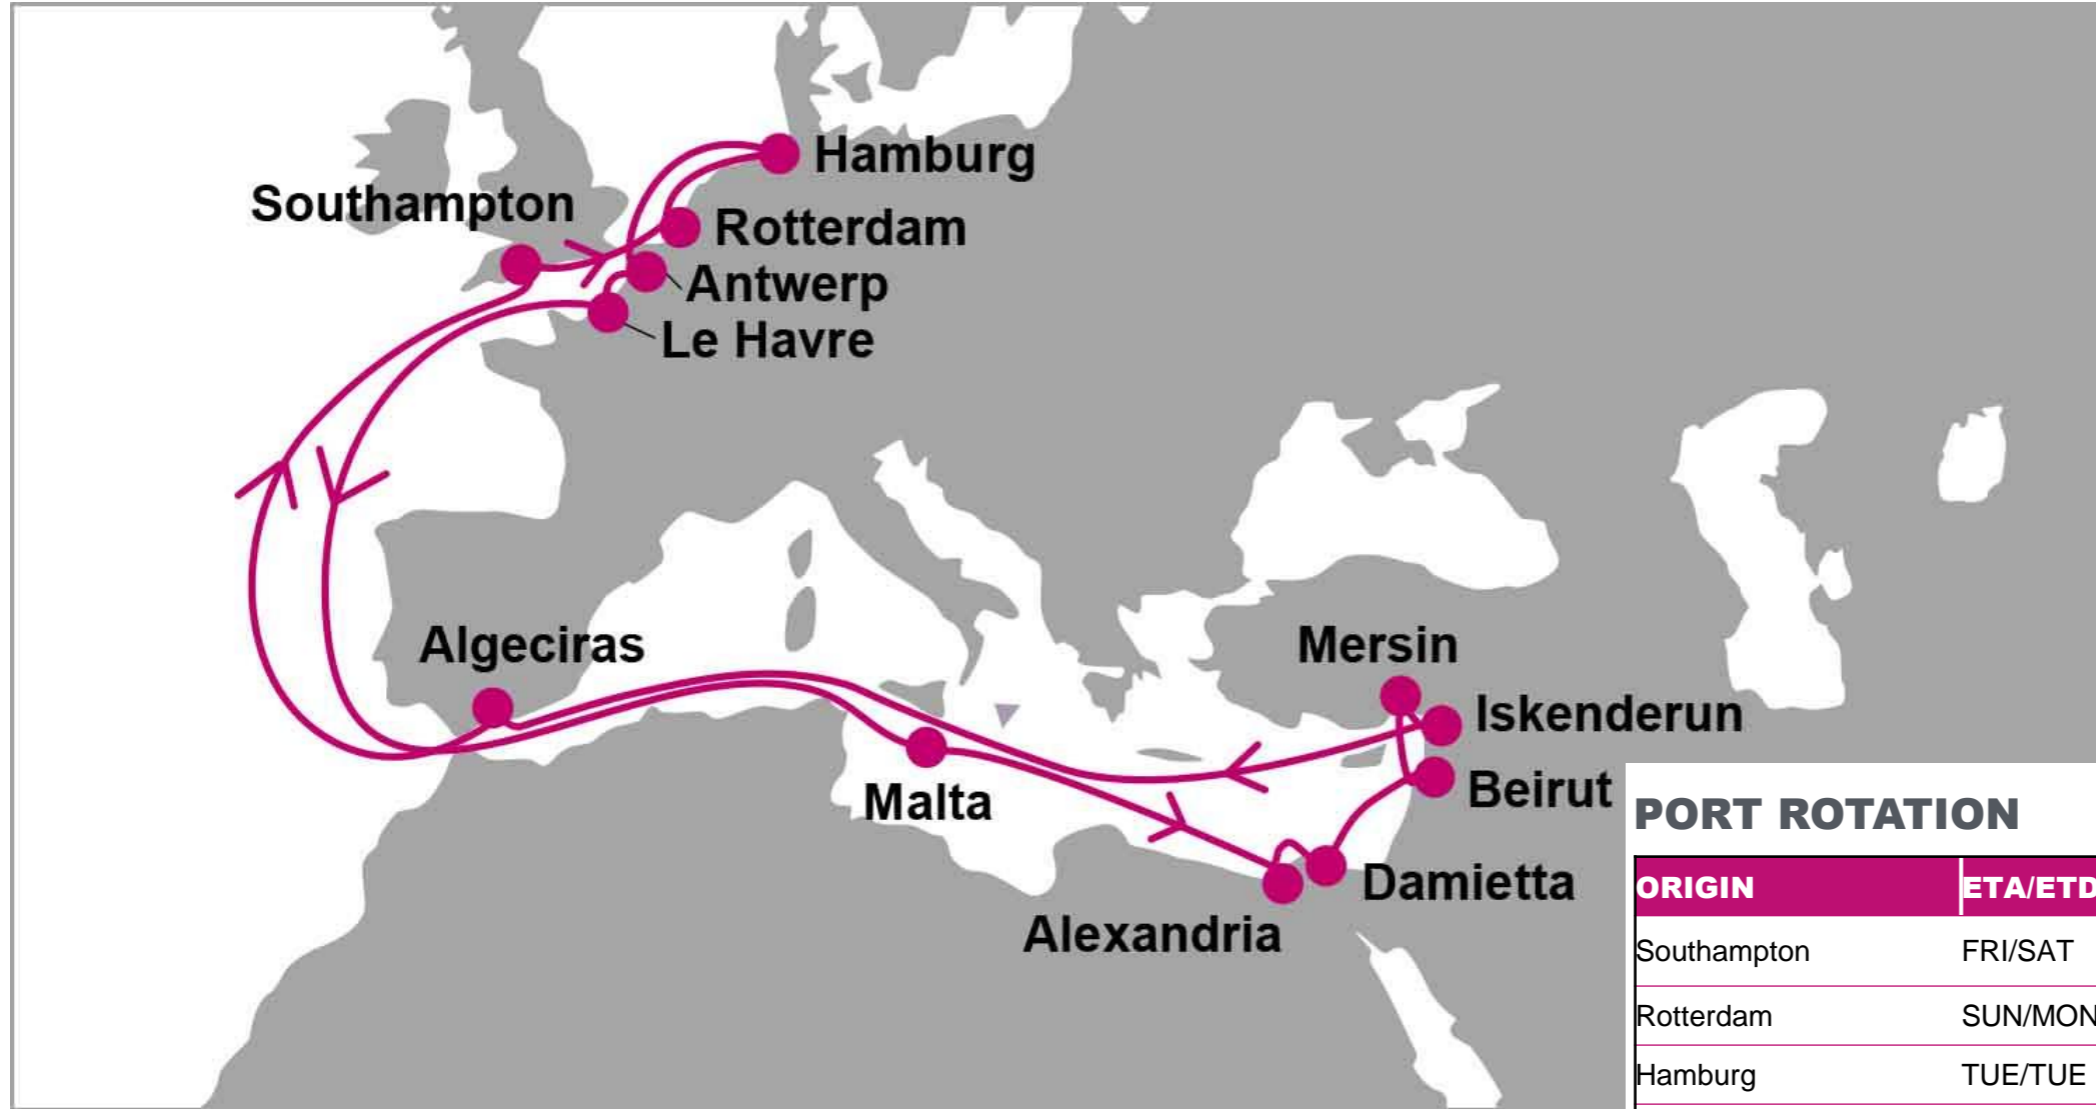 Hamburg
Southampton
Rotterdam
Antwerp
Le Havre
Algeciras
Mersin
Iskenderun
Malta
Beirut
Damietta
Alexandria
PORT ROTATION
ORIGIN ETA/ETD
Southampton FRI/SAT
Rotterdam SUN/MON
Hamburg TUE/TUE